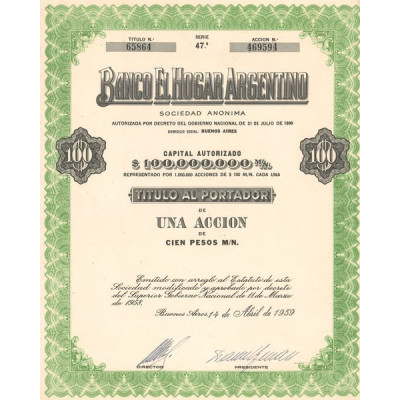 TITULO N.º SERIE ACCION N.º
65864 47.ª 469594
BANCO EL HOGAR ARGENTINO
SOCIEDAD ANONIMA
AUTORIZADA POR DECRETO DEL GOBIERNO NACIONAL DE 21 DE JULIO DE 1899
DOMICILIO SOCIAL: BUENOS AIRES
CAPITAL AUTORIZADO
$ 100.000.000 M/N.
REPRESENTADO POR 1.000.000 ACCIONES DE $ 100 M/N. CADA UNA
100 100
TITULO AL PORTADOR
DE
UNA ACCION
DE
CIEN PESOS M/N.
Emitido con arreglo al Estatuto de esta
Sociedad modificado y aprobado por decreto
del Superior Gobierno Nacional de 11 de Marzo
de 1958.
Buenos Aires, 14 de Abril de 1959
DIRECTOR PRESIDENTE